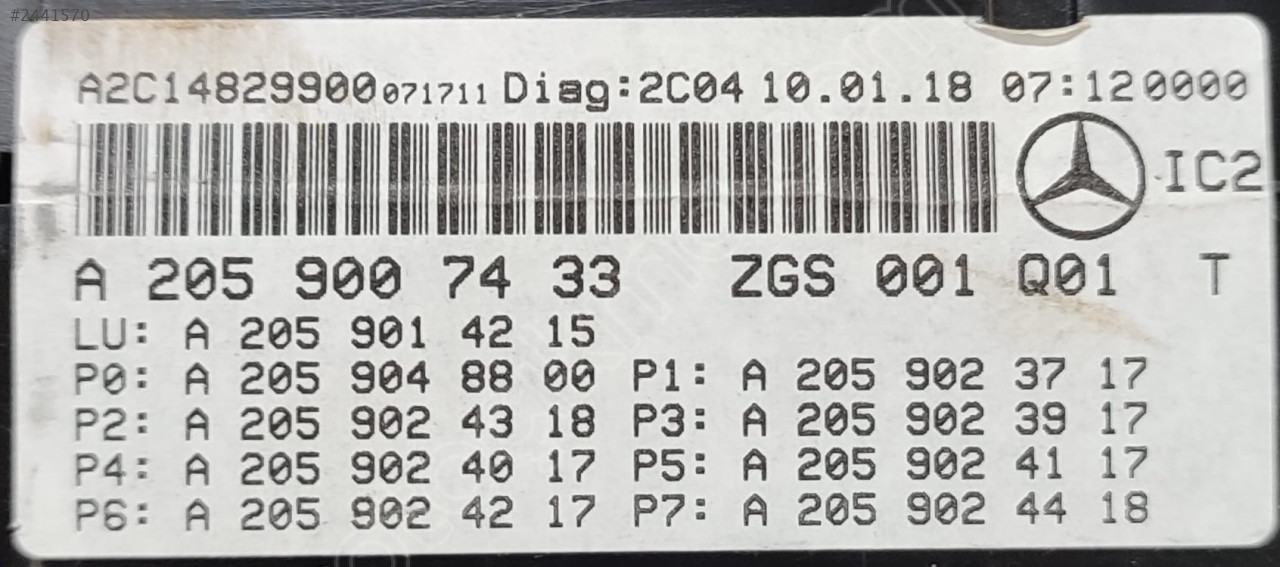 #2441570
A2C14829900071711 Diag:2C04 10.01.18 07:120000
IC2
A 205 900 74 33 ZGS 001 Q01 T
LU: A 205 901 42 15
P0: A 205 904 88 00 P1: A 205 902 37 17
P2: A 205 902 43 18 P3: A 205 902 39 17
P4: A 205 902 40 17 P5: A 205 902 41 17
P6: A 205 902 42 17 P7: A 205 902 44 18